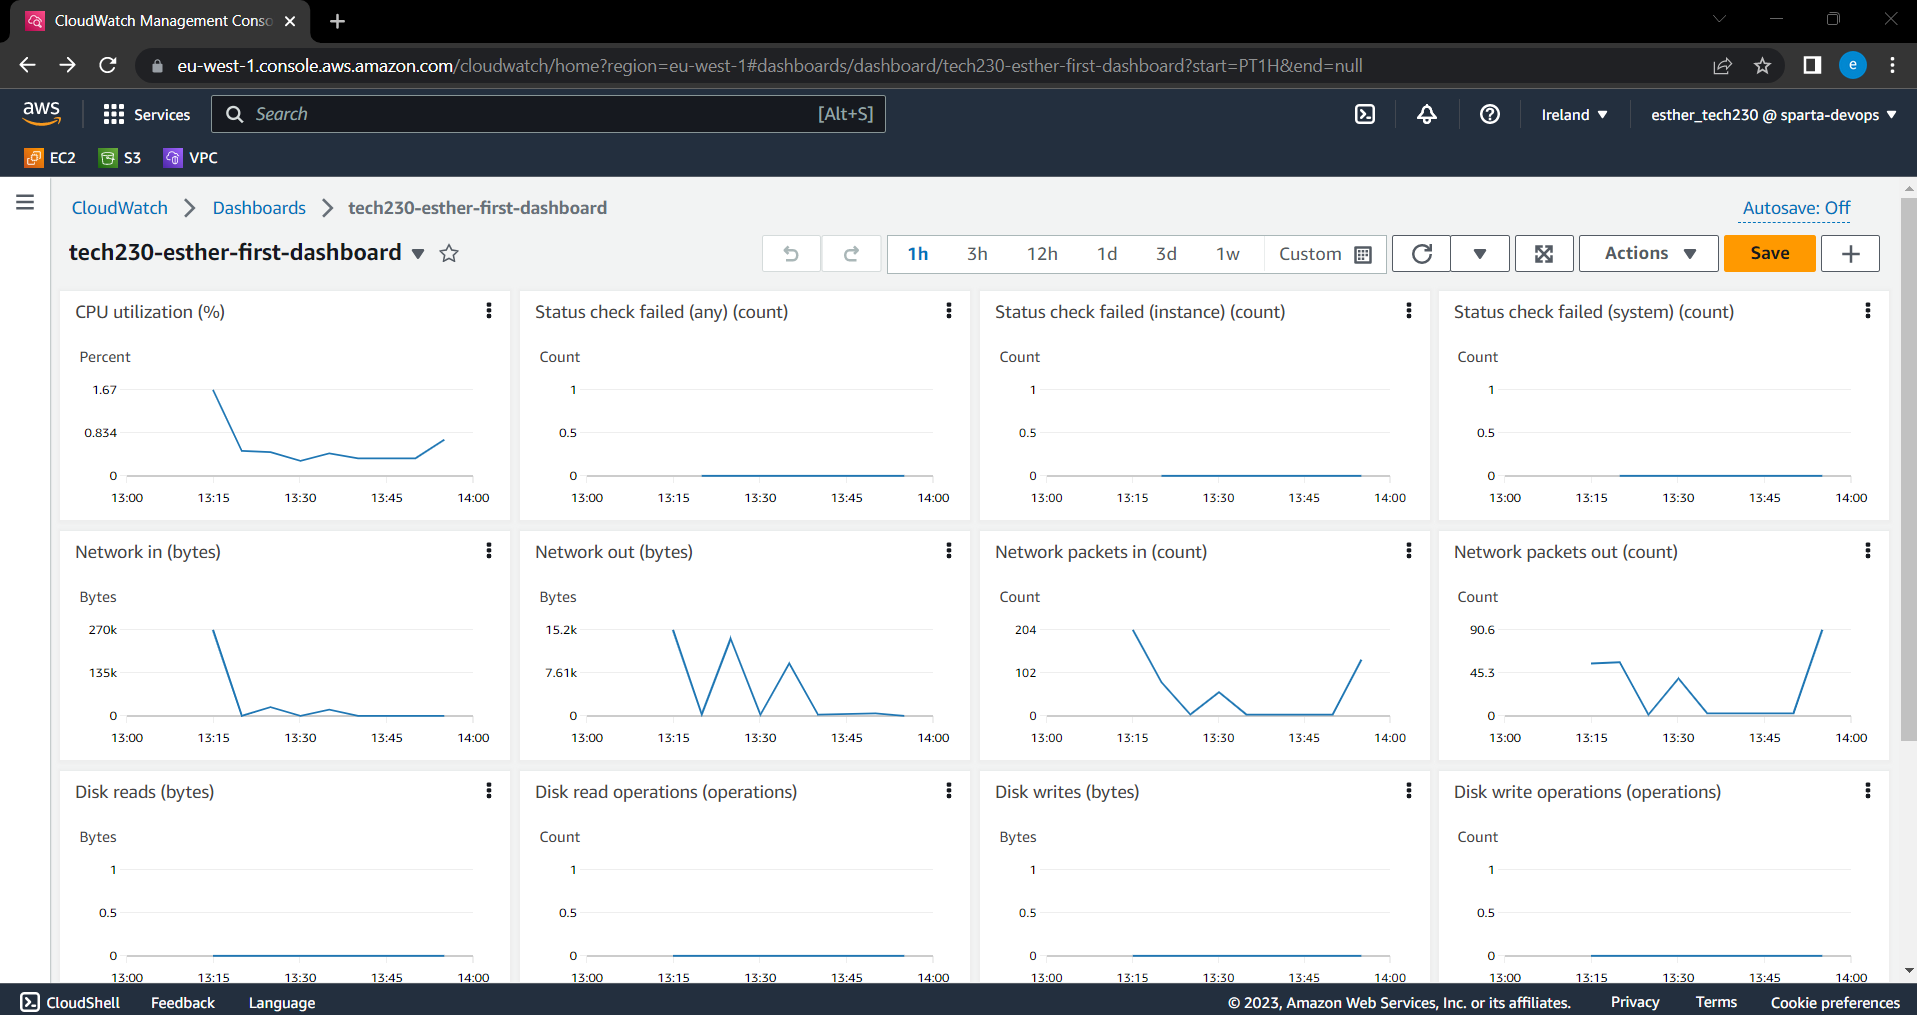 CloudWatch Management Conso
eu-west-1.console.aws.amazon.com/cloudwatch/home?region=eu-west-1#dashboards/dashboard/tech230-esther-first-dashboard?start=PT1H&end=null
e
aws
Services
Search
[Alt+S]
Ireland
esther_tech230 @ sparta-devops
EC2
S3
VPC
CloudWatch
Dashboards
tech230-esther-first-dashboard
Autosave: Off
tech230-esther-first-dashboard
1h 3h 12h 1d 3d 1w Custom
Actions
Save
CPU utilization (%)
Percent
1.67
0.834
0
13:00 13:15 13:30 13:45 14:00
Status check failed (any) (count)
Count
1
0.5
0
13:00 13:15 13:30 13:45 14:00
Status check failed (instance) (count)
Count
1
0.5
0
13:00 13:15 13:30 13:45 14:00
Status check failed (system) (count)
Count
1
0.5
0
13:00 13:15 13:30 13:45 14:00
Network in (bytes)
Bytes
270k
135k
0
13:00 13:15 13:30 13:45 14:00
Network out (bytes)
Bytes
15.2k
7.61k
0
13:00 13:15 13:30 13:45 14:00
Network packets in (count)
Count
204
102
0
13:00 13:15 13:30 13:45 14:00
Network packets out (count)
Count
90.6
45.3
0
13:00 13:15 13:30 13:45 14:00
Disk reads (bytes)
Bytes
1
0.5
0
13:00 13:15 13:30 13:45 14:00
Disk read operations (operations)
Count
1
0.5
0
13:00 13:15 13:30 13:45 14:00
Disk writes (bytes)
Bytes
1
0.5
0
13:00 13:15 13:30 13:45 14:00
Disk write operations (operations)
Count
1
0.5
0
13:00 13:15 13:30 13:45 14:00
CloudShell
Feedback
Language
© 2023, Amazon Web Services, Inc. or its affiliates.
Privacy
Terms
Cookie preferences